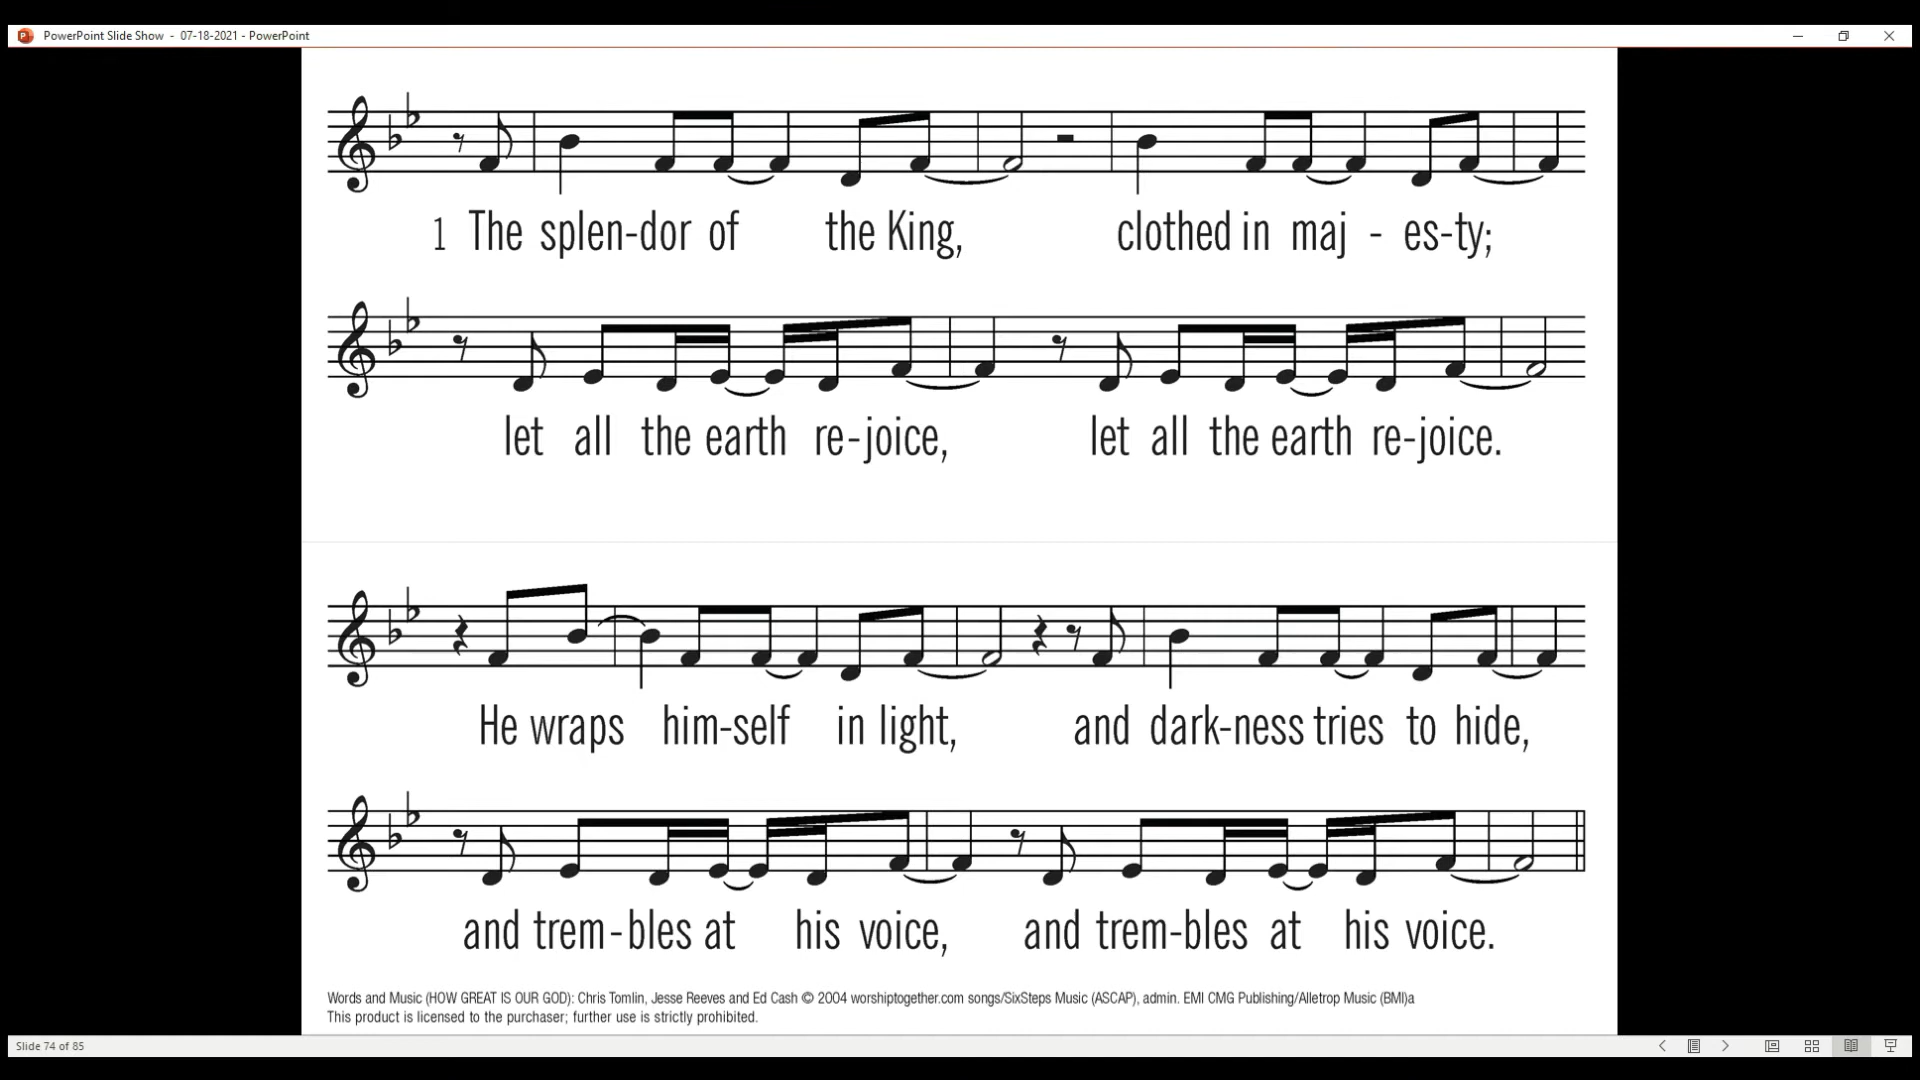 PowerPoint Slide Show - 07-18-2021 - PowerPoint
1 The splen-dor of the King, clothed in maj - es-ty;
let all the earth re-joice, let all the earth re-joice.
He wraps him-self in light, and dark-ness tries to hide,
and trem-bles at his voice, and trem-bles at his voice.
Words and Music (HOW GREAT IS OUR GOD): Chris Tomlin, Jesse Reeves and Ed Cash © 2004 worshiptogether.com songs/SixSteps Music (ASCAP), admin. EMI CMG Publishing/Alletrop Music (BMI)a
This product is licensed to the purchaser; further use is strictly prohibited.
Slide 74 of 85